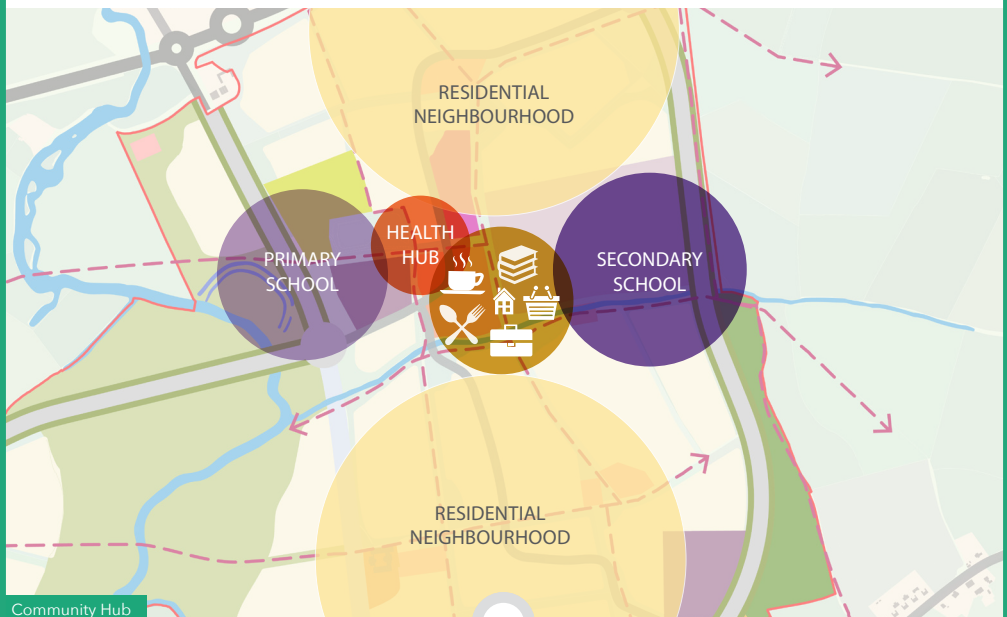 RESIDENTIAL
NEIGHBOURHOOD
HEALTH
HUB
PRIMARY
SCHOOL
SECONDARY
SCHOOL
RESIDENTIAL
NEIGHBOURHOOD
Community Hub